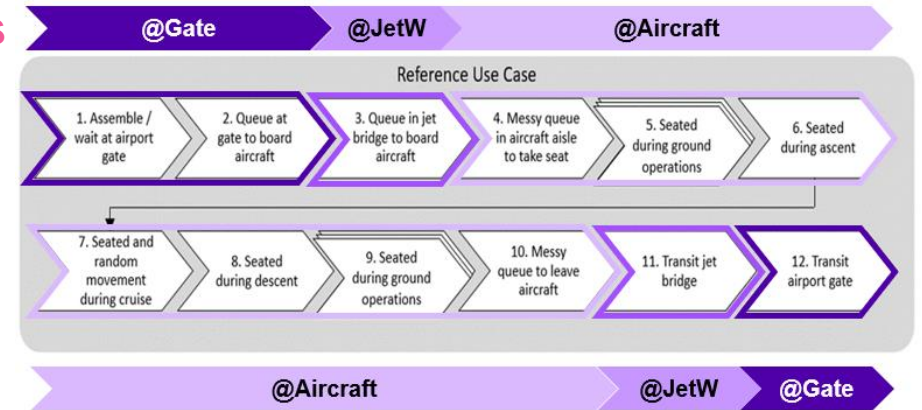 s
@Gate
@JetW
@Aircraft
Reference Use Case
1. Assemble /
wait at airport
gate
2. Queue at
gate to board
aircraft
3. Queue in jet
bridge to board
aircraft
4. Messy queue
in aircraft aisle
to take seat
5. Seated
during ground
operations
6. Seated
during ascent
7. Seated and
random
movement
during cruise
8. Seated
during descent
9. Seated
during ground
operations
10. Messy
queue to leave
aircraft
11. Transit jet
bridge
12. Transit
airport gate
@Aircraft
@JetW
@Gate